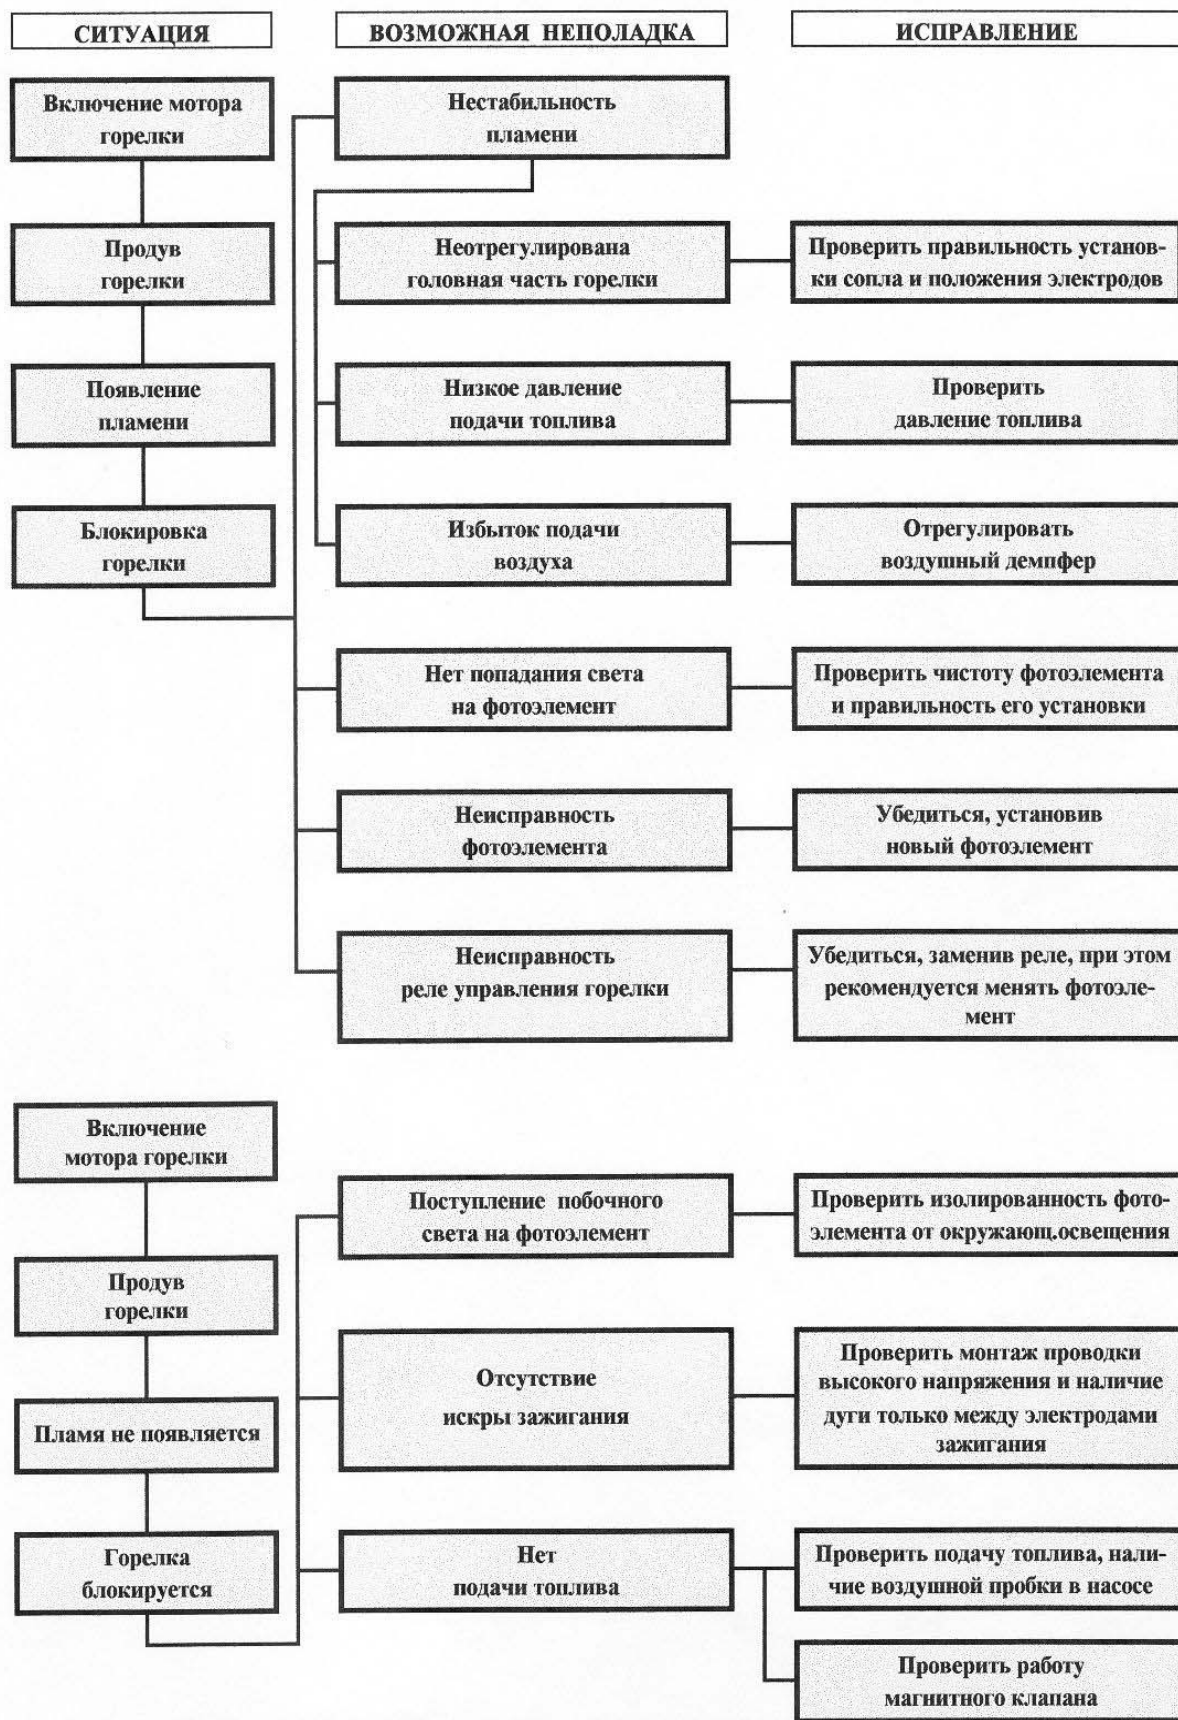 СИТУАЦИЯ
ВОЗМОЖНАЯ НЕПОЛАДКА
ИСПРАВЛЕНИЕ
Включение мотора
горелки
Продув
горелки
Появление
пламени
Блокировка
горелки
Нестабильность
пламени
Неотрегулирована
головная часть горелки
Проверить правильность установ-
ки сопла и положения электродов
Низкое давление
подачи топлива
Проверить
давление топлива
Избыток подачи
воздуха
Отрегулировать
воздушный демпфер
Нет попадания света
на фотоэлемент
Проверить чистоту фотоэлемента
и правильность его установки
Неисправность
фотоэлемента
Убедиться, установив
новый фотоэлемент
Неисправность
реле управления горелки
Убедиться, заменив реле, при этом
рекомендуется менять фотоэле-
мент
Включение
мотора горелки
Продув
горелки
Пламя не появляется
Горелка
блокируется
Поступление побочного
света на фотоэлемент
Проверить изолированность фото-
элемента от окружающ.освещения
Отсутствие
искры зажигания
Проверить монтаж проводки
высокого напряжения и наличие
дуги только между электродами
зажигания
Нет
подачи топлива
Проверить подачу топлива, нали-
чие воздушной пробки в насосе
Проверить работу
магнитного клапана